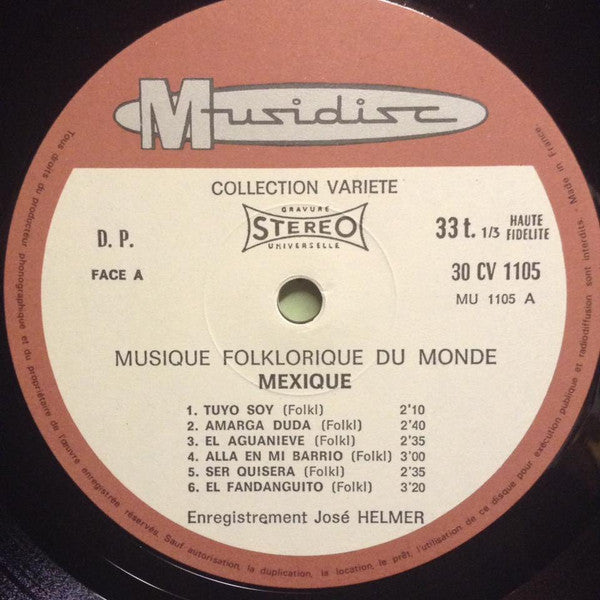 Musidisc
COLLECTION VARIETE
GRAVURE
STEREO
UNIVERSELLE
D. P.
FACE A
33 t. 1/3 HAUTE FIDELITE
30 CV 1105
MU 1105 A
MUSIQUE FOLKLORIQUE DU MONDE
MEXIQUE
1. TUYO SOY (Folkl) 2'10
2. AMARGA DUDA (Folkl) 2'40
3. EL AGUANIEVE (Folkl) 2'35
4. ALLA EN MI BARRIO (Folkl) 3'00
5. SER QUISERA (Folkl) 2'35
6. EL FANDANGUITO (Folkl) 3'20
Enregistrement José HELMER
Tous droits du producteur phonographique et du propriétaire de l'œuvre enregistrée réservés. Sauf autorisation, la duplication, la location, le prêt, l'utilisation de ce disque pour exécution publique et radiodiffusion sont interdits. Made in France.